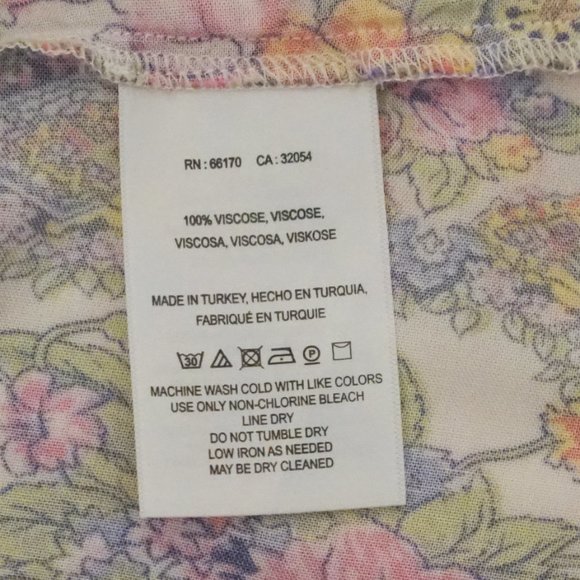 RN : 66170 CA : 32054
100% VISCOSE, VISCOSE,
VISCOSA, VISCOSA, VISKOSE
MADE IN TURKEY, HECHO EN TURQUIA,
FABRIQUÉ EN TURQUIE
30 P
MACHINE WASH COLD WITH LIKE COLORS
USE ONLY NON-CHLORINE BLEACH
LINE DRY
DO NOT TUMBLE DRY
LOW IRON AS NEEDED
MAY BE DRY CLEANED